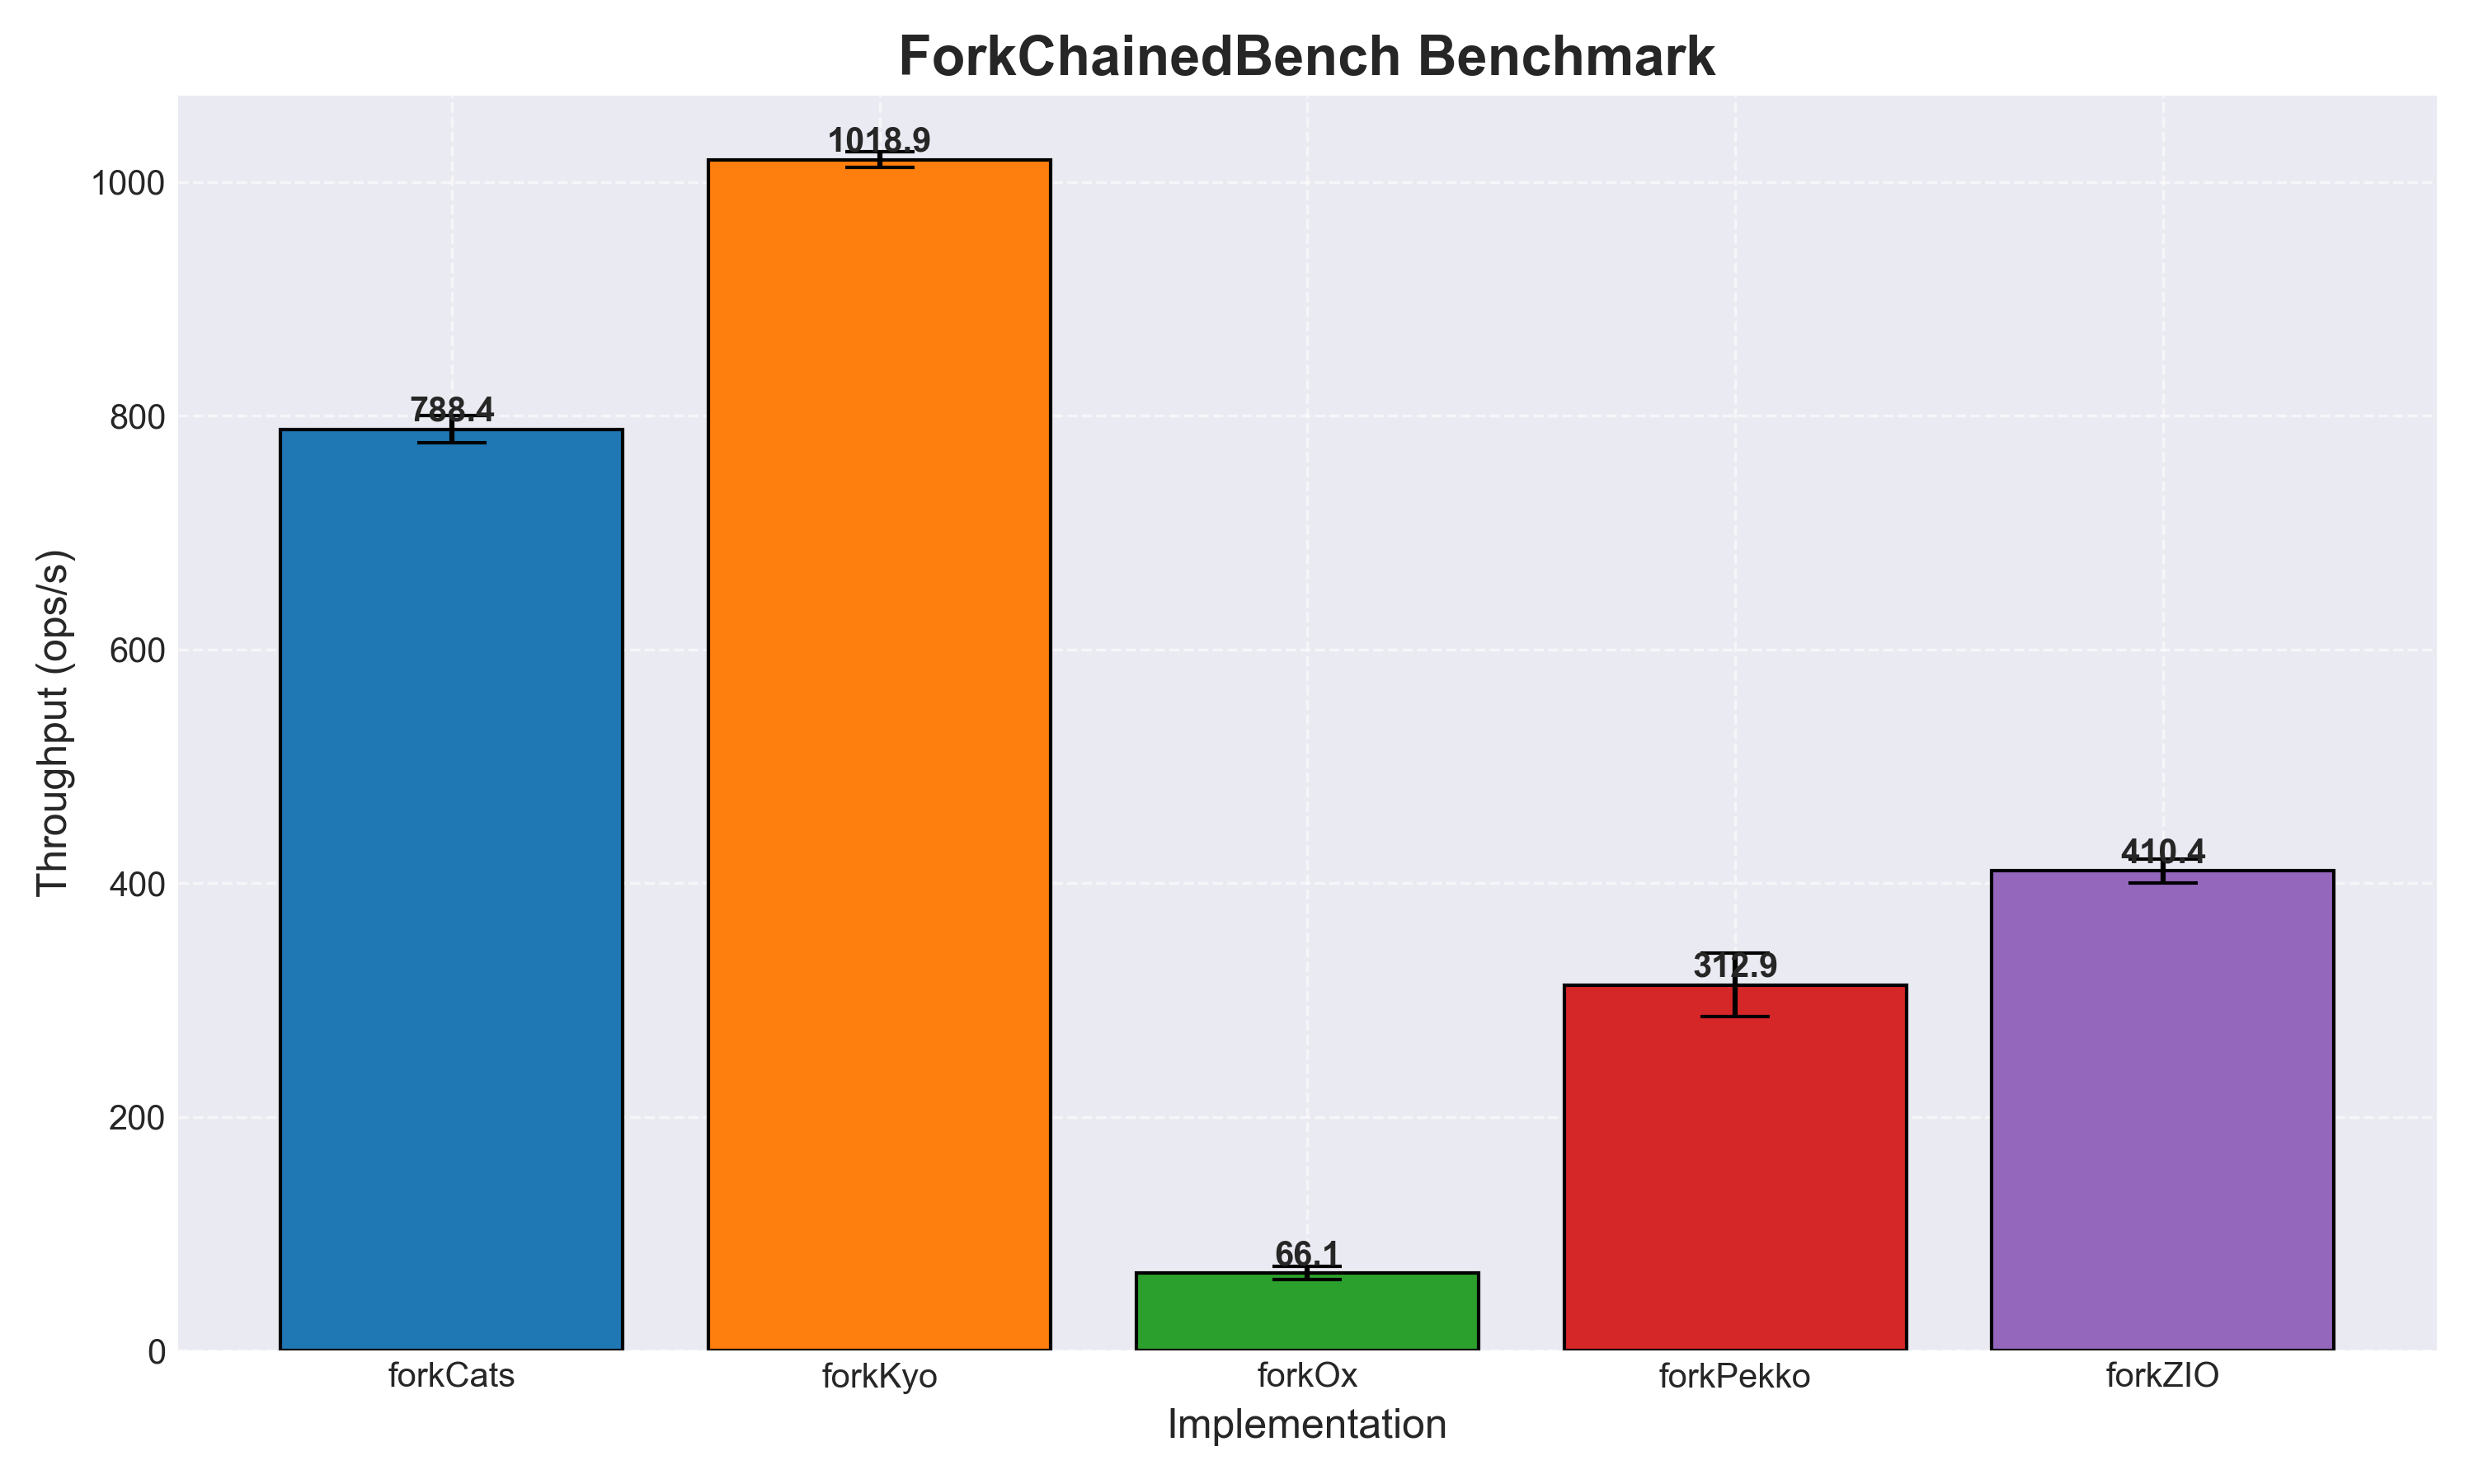 ForkChainedBench Benchmark
Throughput (ops/s)
1000
800
600
400
200
0
788.4
1018.9
66.1
312.9
410.4
forkCats
forkKyo
forkOx
forkPekko
forkZIO
Implementation